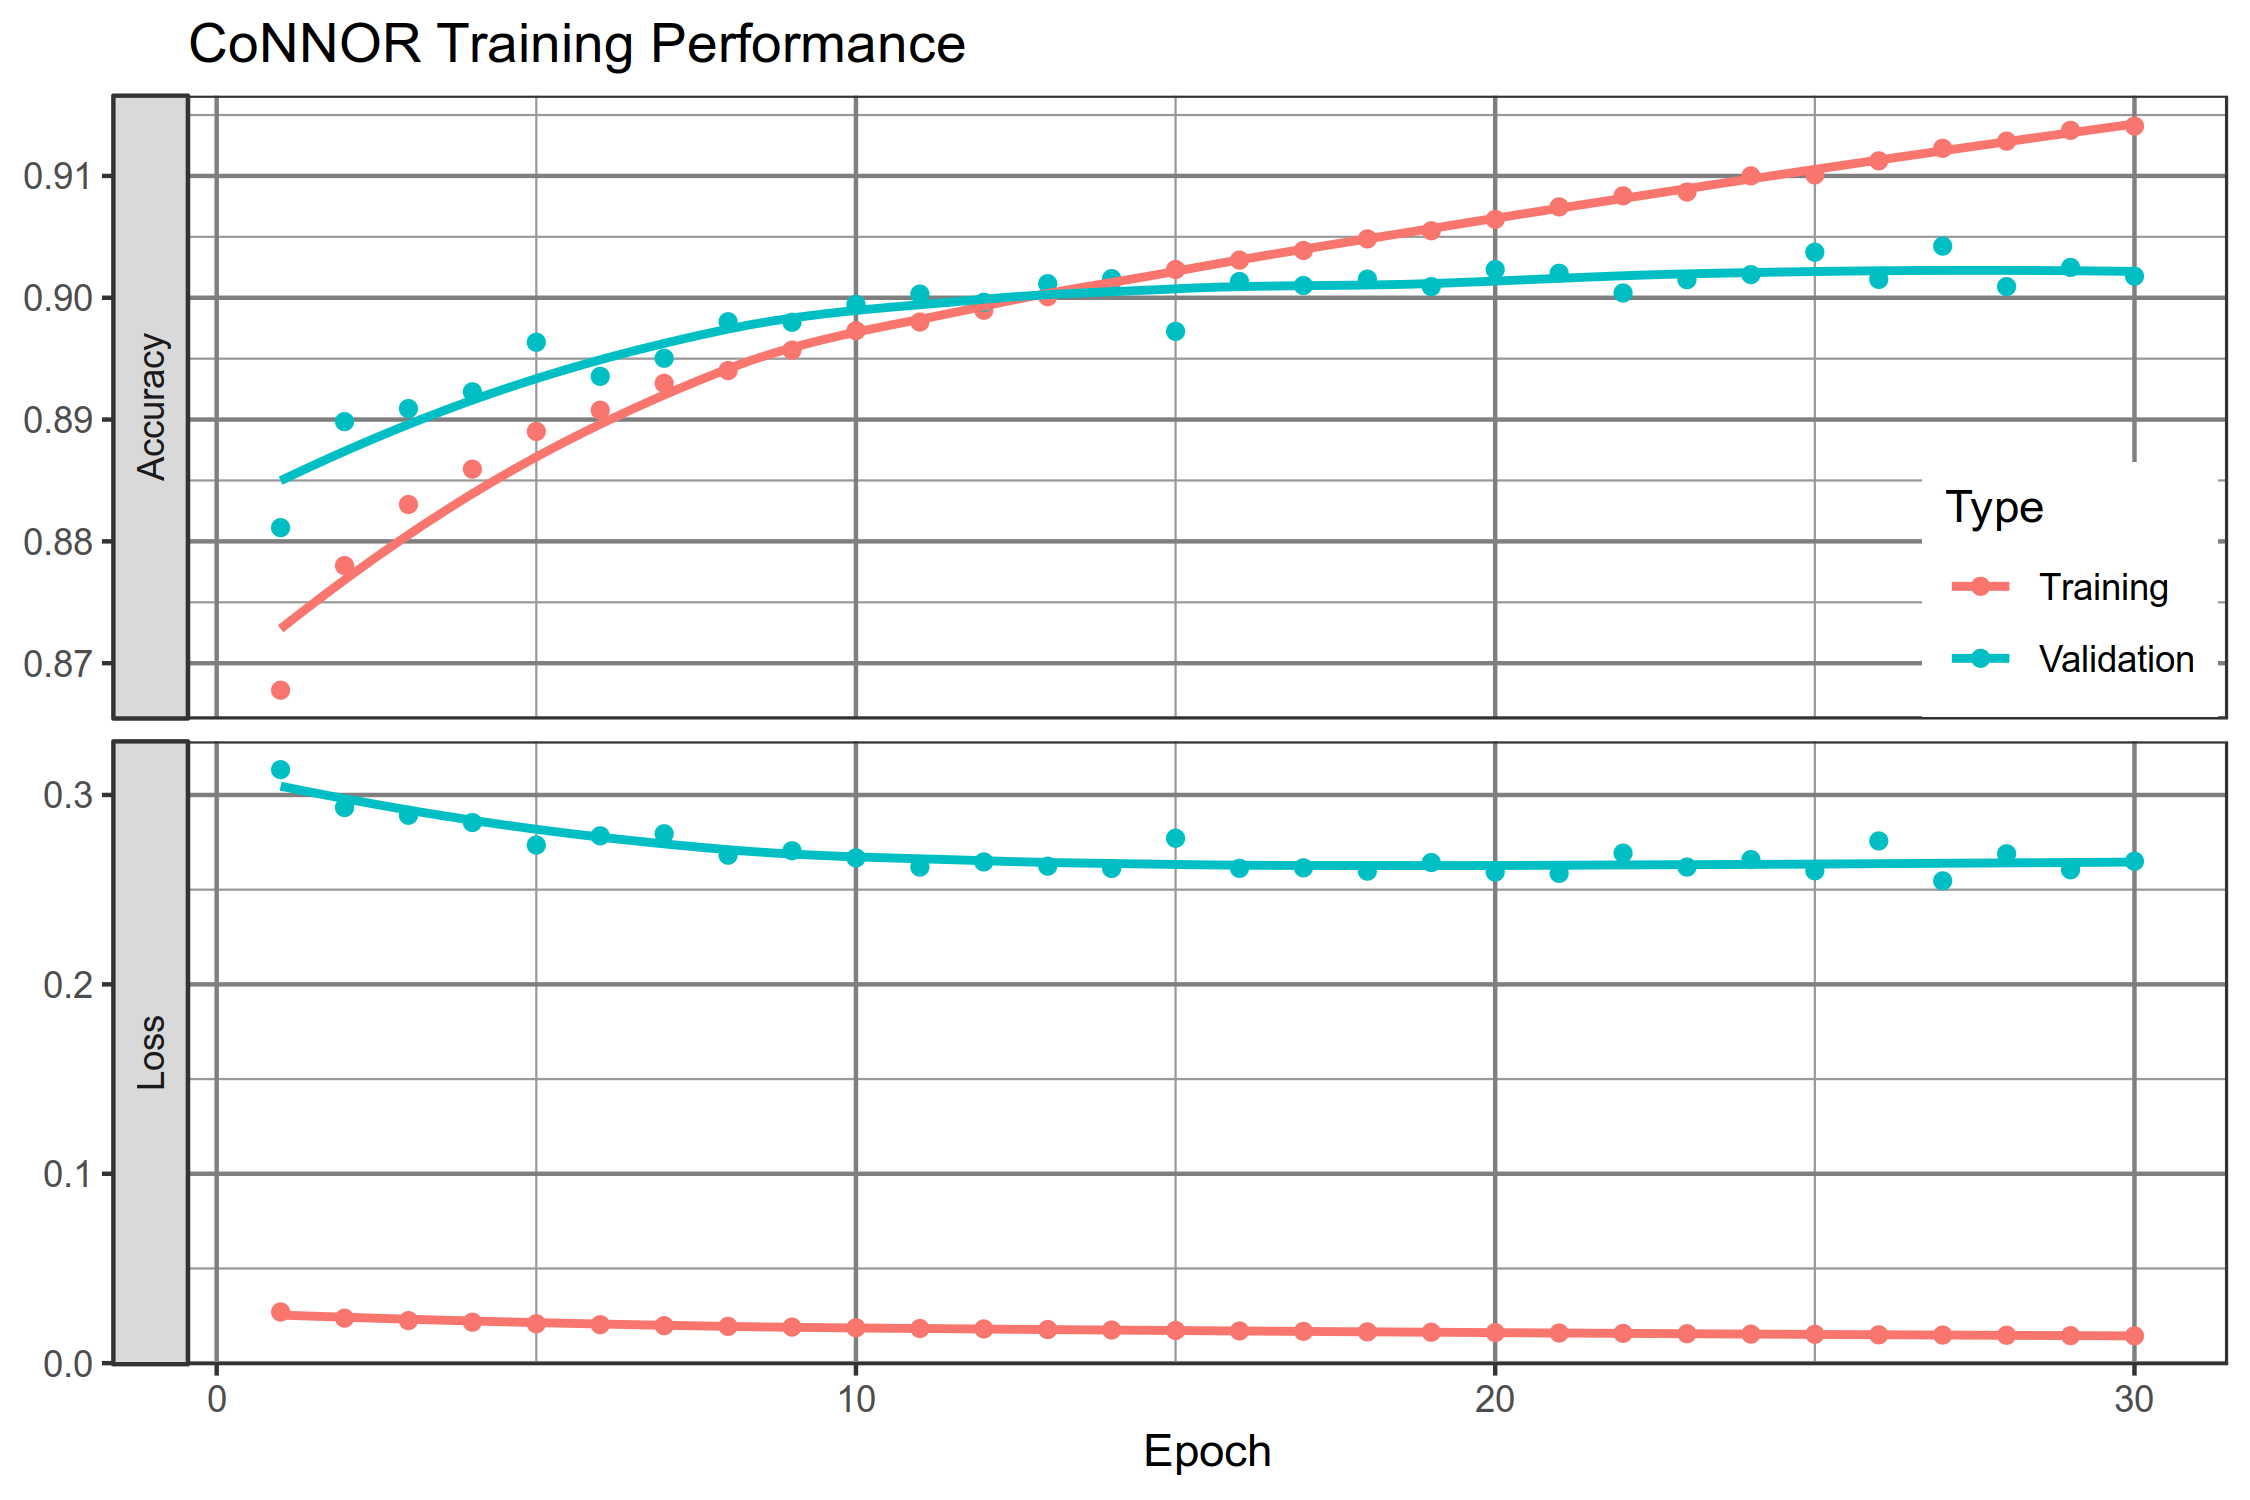 CoNNOR Training Performance
0.91
0.90
0.89
0.88
0.87
Accuracy
Type
Training
Validation
0.3
0.2
0.1
0.0
Loss
0
10
20
30
Epoch